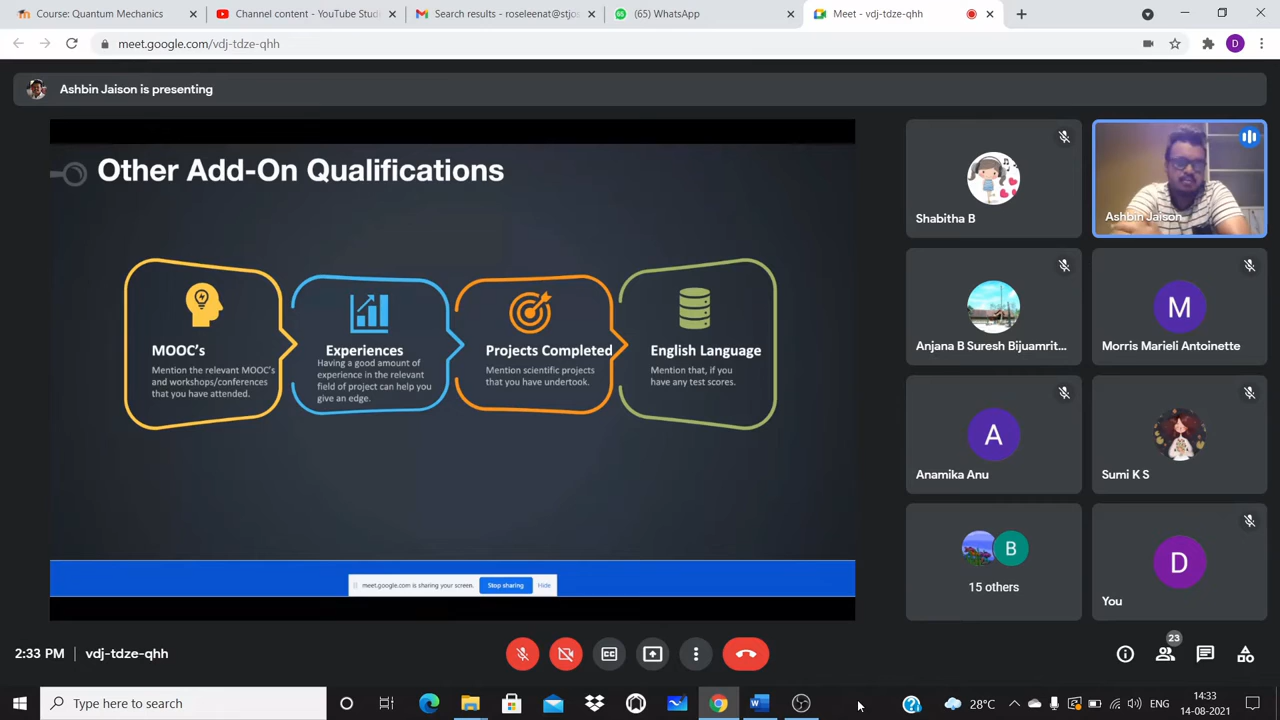 Course: Quantum Mechanics
Channel content - YouTube Stud
Search results - roseleenat@stjos
(65) WhatsApp
Meet - vdj-tdze-qhh
meet.google.com/vdj-tdze-qhh
D
Ashbin Jaison is presenting
Other Add-On Qualifications
MOOC's
Mention the relevant MOOC's
and workshops/conferences
that you have attended.
Experiences
Having a good amount of
experience in the relevant
field of project can help you
give an edge.
Projects Completed
Mention scientific projects
that you have undertook.
English Language
Mention that, if you
have any test scores.
meet.google.com is sharing your screen.
Stop sharing
Hide
Shabitha B
Ashbin Jaison
Anjana B Suresh Bijuamrit...
M
Morris Marieli Antoinette
A
Anamika Anu
Sumi K S
B
15 others
D
You
2:33 PM
vdj-tdze-qhh
CC
23
Type here to search
28°C
14:33
14-08-2021